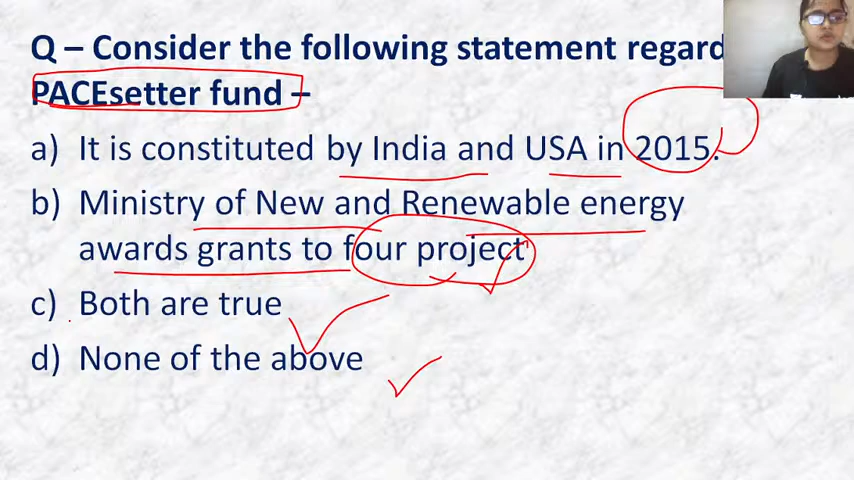 Q – Consider the following statement regard
PACEsetter fund –
a) It is constituted by India and USA in 2015.
b) Ministry of New and Renewable energy
awards grants to four project
c) Both are true
d) None of the above